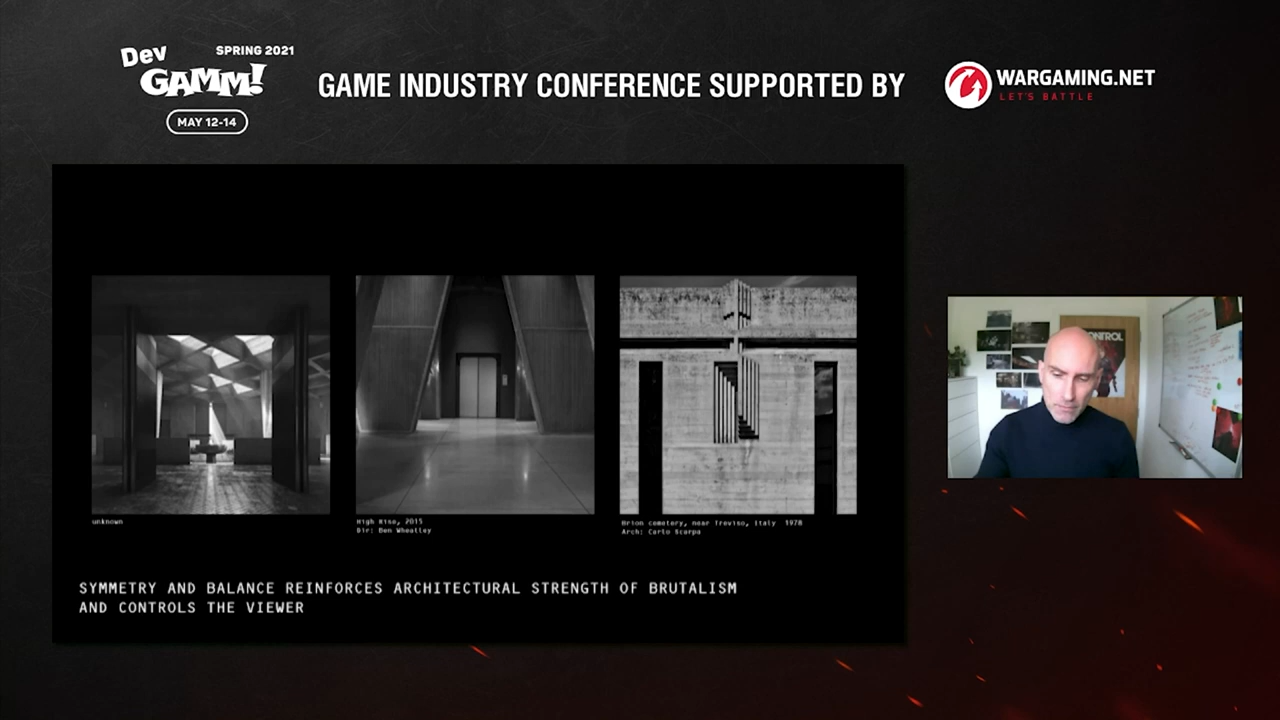 Dev
GAMM!
SPRING 2021
MAY 12-14
GAME INDUSTRY CONFERENCE SUPPORTED BY
WARGAMING.NET
LET'S BATTLE
unknown
High Rise, 2015
Dir: Ben Wheatley
Brion cemetery, near Treviso, Italy 1978
Arch: Carlo Scarpa
SYMMETRY AND BALANCE REINFORCES ARCHITECTURAL STRENGTH OF BRUTALISM
AND CONTROLS THE VIEWER
CONTROL